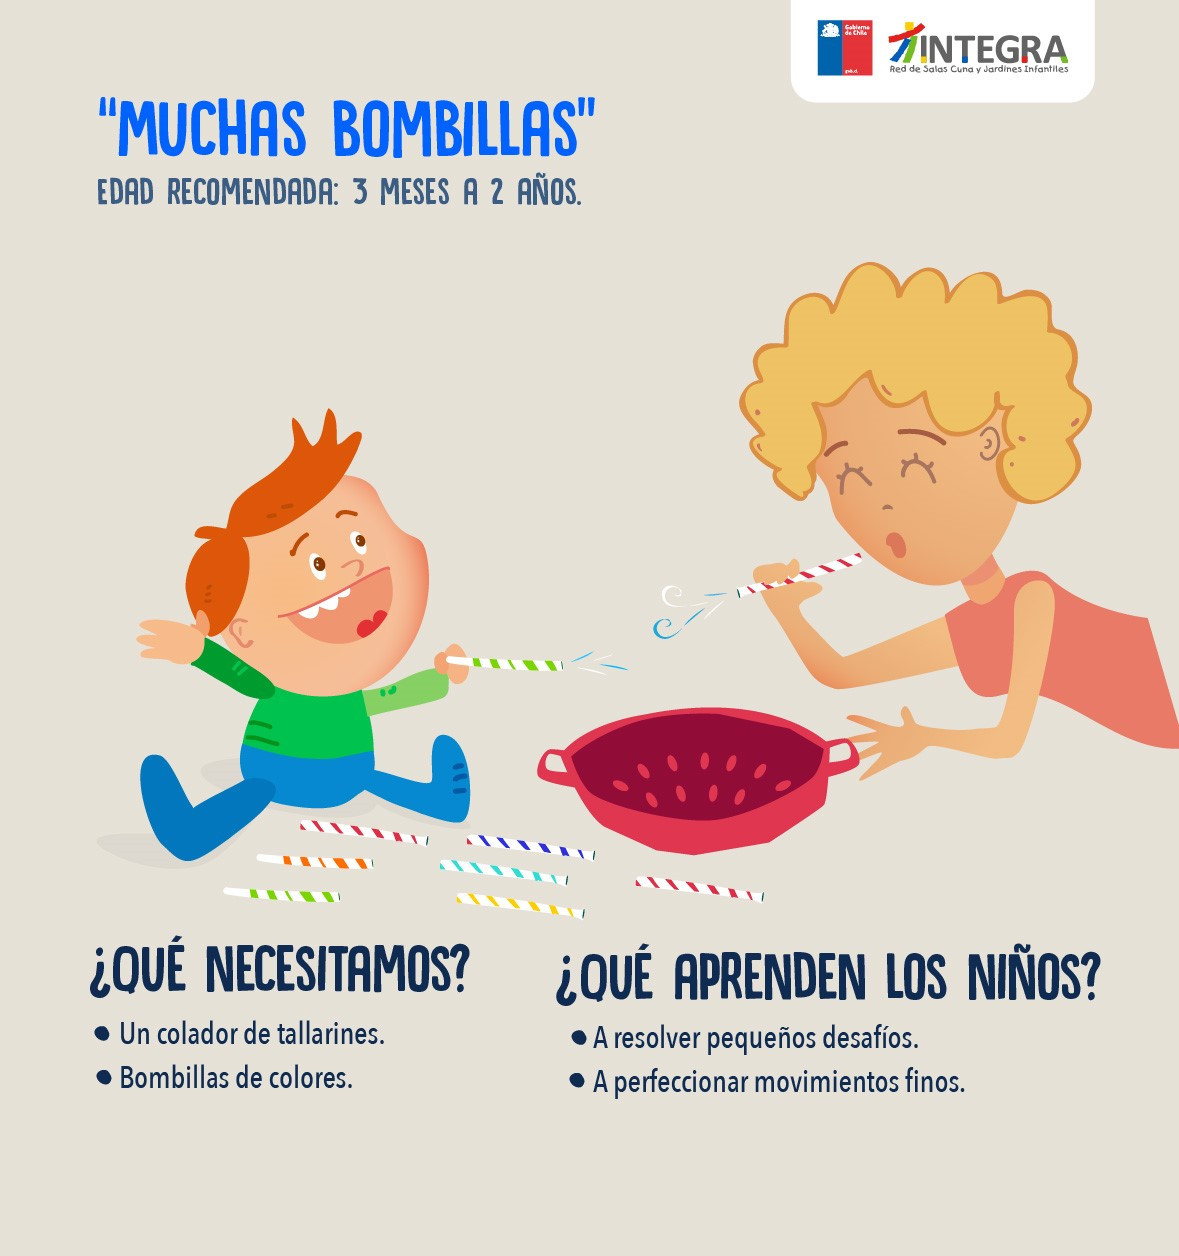 Gobierno
de Chile
gob.cl
INTEGRA
Red de Salas Cuna y Jardines Infantiles
“MUCHAS BOMBILLAS”
EDAD RECOMENDADA: 3 MESES A 2 AÑOS.
¿QUÉ NECESITAMOS?
Un colador de tallarines.
Bombillas de colores.
¿QUÉ APRENDEN LOS NIÑOS?
A resolver pequeños desafíos.
A perfeccionar movimientos finos.